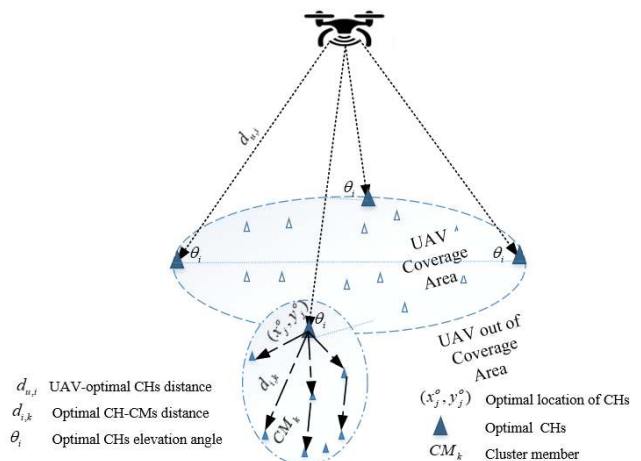 d_{u,i}
θ_i
θ_i
θ_i
UAV
Coverage
Area
(x_j^o, y_j^o)
θ_i
UAV out of
Coverage
Area
d_{i,k}
CM_k
d_{u,i} UAV-optimal CHs distance
d_{i,k} Optimal CH-CMs distance
θ_i Optimal CHs elevation angle
(x_j^o, y_j^o) Optimal location of CHs
Optimal CHs
CM_k Cluster member